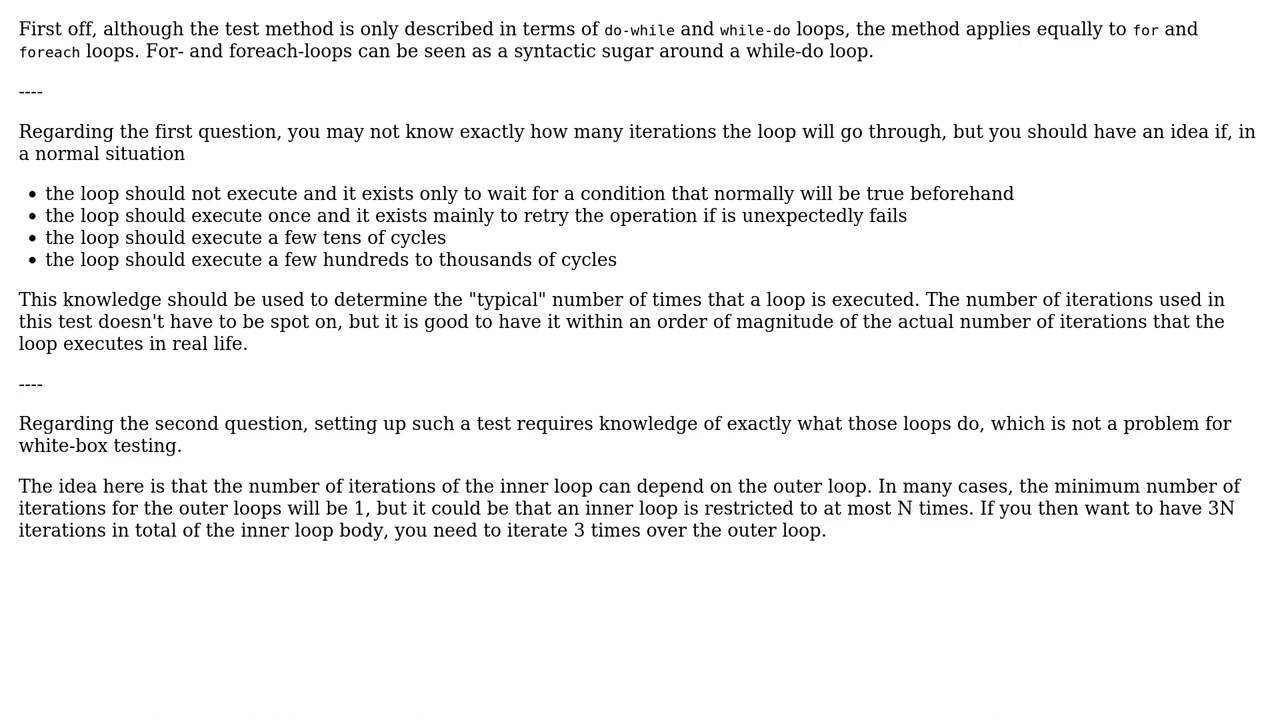 First off, although the test method is only described in terms of do-while and while-do loops, the method applies equally to for and
foreach loops. For- and foreach-loops can be seen as a syntactic sugar around a while-do loop.
----
Regarding the first question, you may not know exactly how many iterations the loop will go through, but you should have an idea if, in
a normal situation
• the loop should not execute and it exists only to wait for a condition that normally will be true beforehand
• the loop should execute once and it exists mainly to retry the operation if is unexpectedly fails
• the loop should execute a few tens of cycles
• the loop should execute a few hundreds to thousands of cycles
This knowledge should be used to determine the "typical" number of times that a loop is executed. The number of iterations used in
this test doesn't have to be spot on, but it is good to have it within an order of magnitude of the actual number of iterations that the
loop executes in real life.
----
Regarding the second question, setting up such a test requires knowledge of exactly what those loops do, which is not a problem for
white-box testing.
The idea here is that the number of iterations of the inner loop can depend on the outer loop. In many cases, the minimum number of
iterations for the outer loops will be 1, but it could be that an inner loop is restricted to at most N times. If you then want to have 3N
iterations in total of the inner loop body, you need to iterate 3 times over the outer loop.